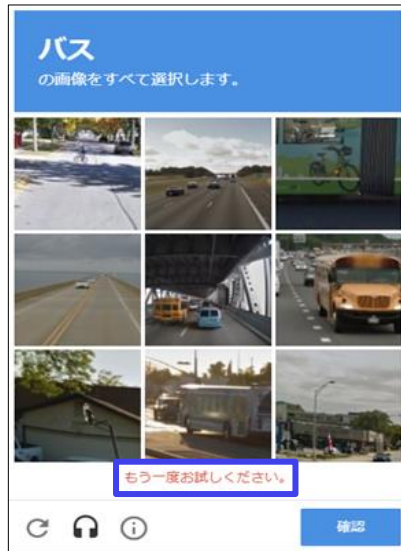 バス
の画像をすべて選択します。
もう一度お試しください。
確認